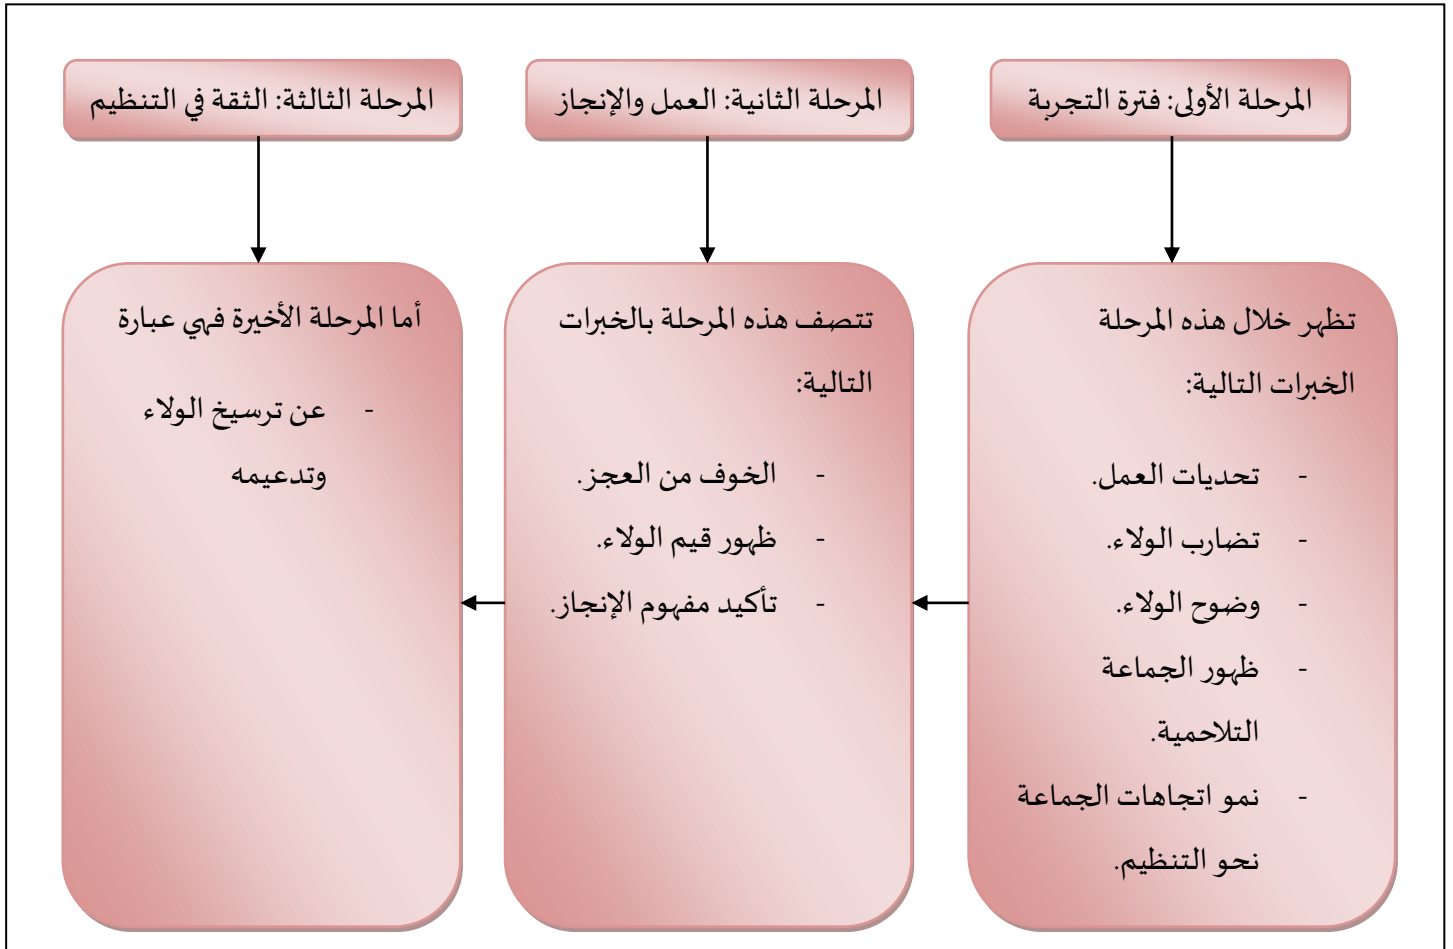 المرحلة الأولى: فترة التجربة
المرحلة الثانية: العمل والإنجاز
المرحلة الثالثة: الثقة في التنظيم
تظهر خلال هذه المرحلة
الخبرات التالية:
- تحديات العمل.
- تضارب الولاء.
- وضوح الولاء.
- ظهور الجماعة
التلاحمية.
- نمو اتجاهات الجماعة
نحو التنظيم.
تتصف هذه المرحلة بالخبرات
التالية:
- الخوف من العجز.
- ظهور قيم الولاء.
- تأكيد مفهوم الإنجاز.
أما المرحلة الأخيرة فهي عبارة
- عن ترسيخ الولاء
وتدعيمه